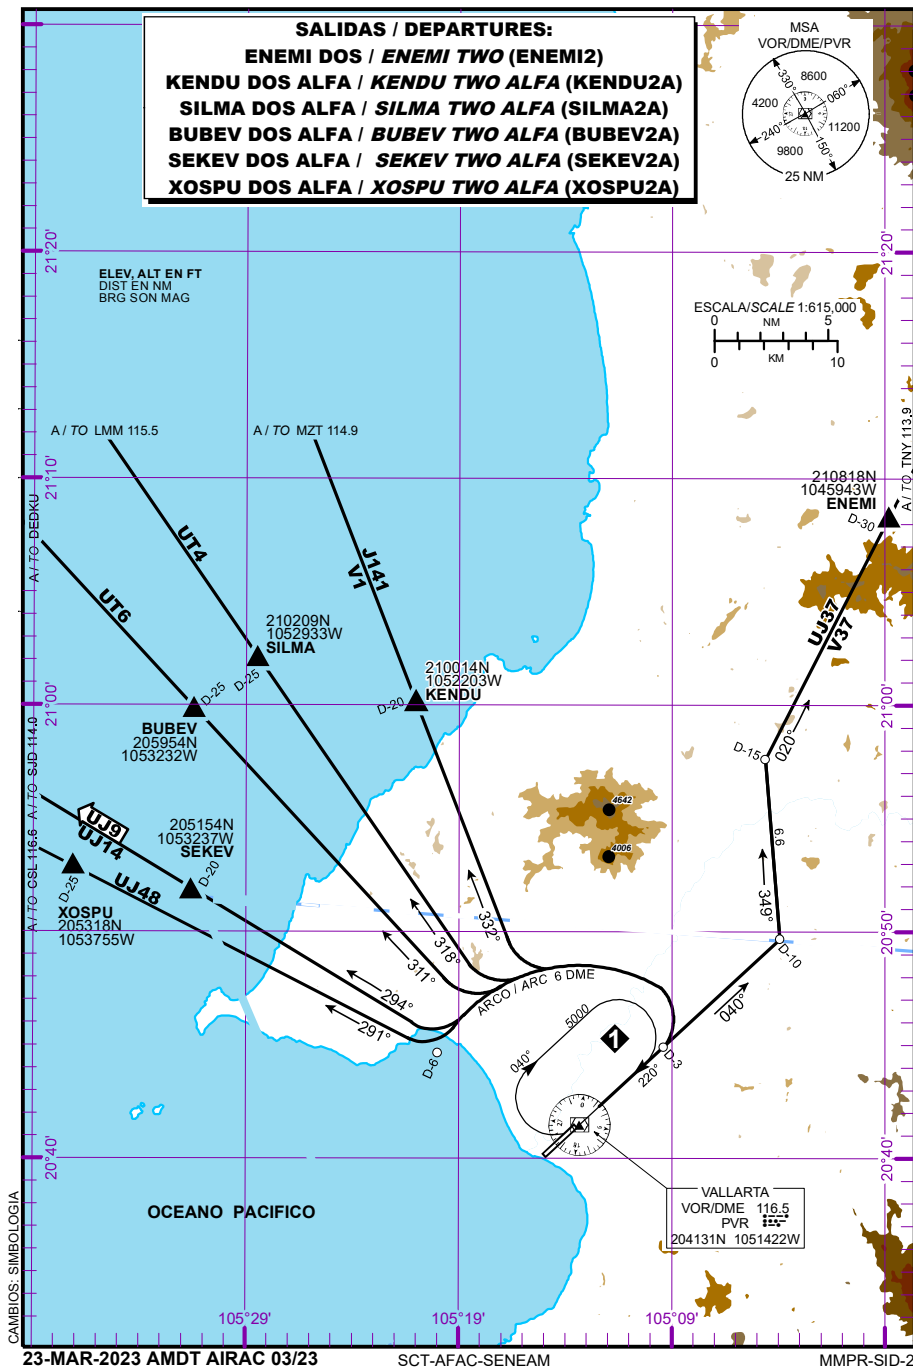 SALIDAS / DEPARTURES:
ENEMI DOS / ENEMI TWO (ENEMI2)
KENDU DOS ALFA / KENDU TWO ALFA (KENDU2A)
SILMA DOS ALFA / SILMA TWO ALFA (SILMA2A)
BUBEV DOS ALFA / BUBEV TWO ALFA (BUBEV2A)
SEKEV DOS ALFA / SEKEV TWO ALFA (SEKEV2A)
XOSPU DOS ALFA / XOSPU TWO ALFA (XOSPU2A)
MSA
VOR/DME/PVR
330°
8600
060°
4200
11200
240°
9800
150°
25 NM
21°20'
ELEV, ALT EN FT
DIST EN NM
BRG SON MAG
ESCALA/SCALE 1:615,000
0 NM 5
0 KM 10
A / TO LMM 115.5
A / TO MZT 114.9
A / TO TNY 113.9
21°10'
210818N
1045943W
ENEMI
D-30
A / TO DEDKU
UT4
J141
V1
UT6
UJ37
V37
210209N
1052933W
SILMA
D-25
210014N
1052203W
KENDU
D-20
D-25
21°00'
BUBEV
205954N
1053232W
A / TO SJD 114.0
D-15
020°
4642
4006
6.6
UJ9
UJ14
205154N
1053237W
SEKEV
D-20
UJ48
D-25
A / TO CSL 116.6
XOSPU
205318N
1053755W
349°
332°
318°
311°
294°
291°
20°50'
D-10
ARCO / ARC 6 DME
040°
5000
1
040°
220°
D-3
D-6
20°40'
VALLARTA
VOR/DME 116.5
PVR
204131N 1051422W
OCEANO PACIFICO
105°29'
105°19'
105°09'
CAMBIOS: SIMBOLOGIA
23-MAR-2023 AMDT AIRAC 03/23
SCT-AFAC-SENEAM
MMPR-SID-2